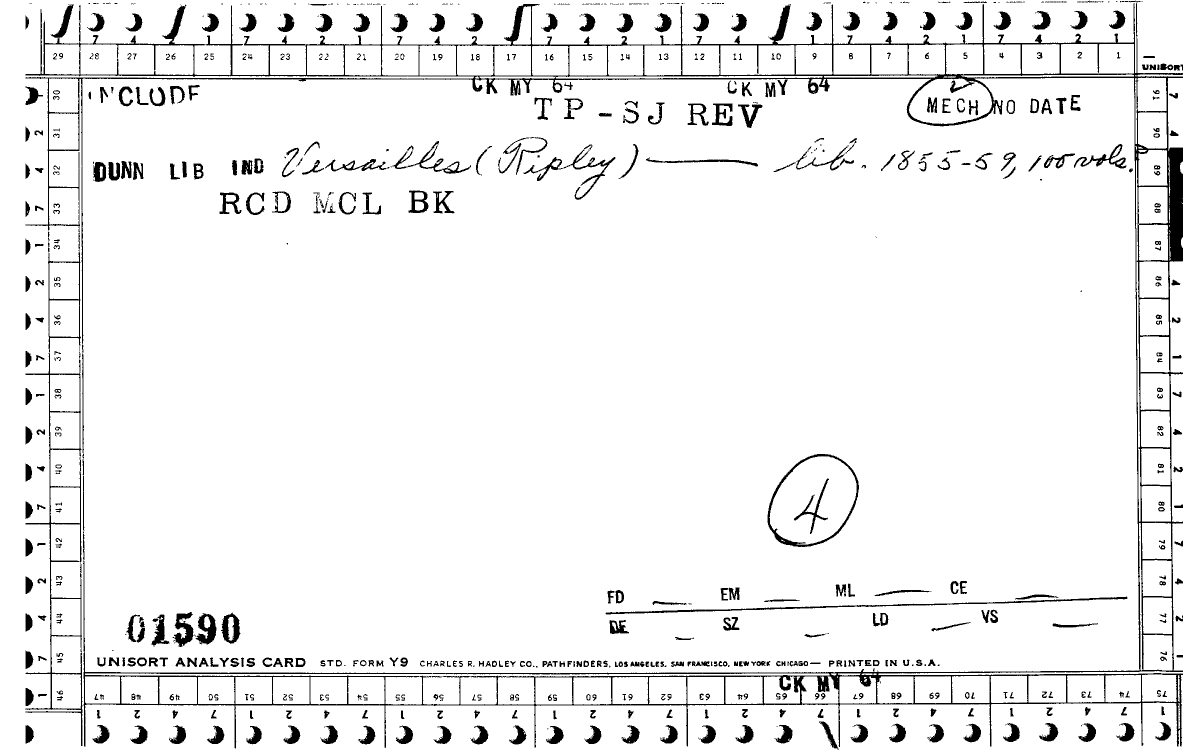 7 4 2 1 7 4 2 1 7 4 2 1 7 4 2 1 7 4 2 1 7 4 2 1 7 4 2 1
29 28 27 26 25 24 23 22 21 20 19 18 17 16 15 14 13 12 11 10 9 8 7 6 5 4 3 2 1
UNISORT
INCLUDE CK MY 64 CK MY 64
TP-SJ REV MECH NO DATE
DUNN LIB IND Versailles (Ripley) —— lib. 1855-59, 100 vols.
RCD MCL BK
30 31 32 33 34 35 36 37 38 39 40 41 42 43 44 45 46
91 90 89 88 87 86 85 84 83 82 81 80 79 78 77 76 75
4
FD — EM — ML — CE —
DE — SZ — LD — VS —
01590
UNISORT ANALYSIS CARD STD. FORM Y9 CHARLES R. HADLEY CO., PATHFINDERS, LOS ANGELES, SAN FRANCISCO, NEW YORK CHICAGO — PRINTED IN U.S.A.
CK MY 64
47 48 49 50 51 52 53 54 55 56 57 58 59 60 61 62 63 64 65 66 67 68 69 70 71 72 73 74 75
1 2 4 7 1 2 4 7 1 2 4 7 1 2 4 7 1 2 4 7 1 2 4 7 1 2 4 7 1